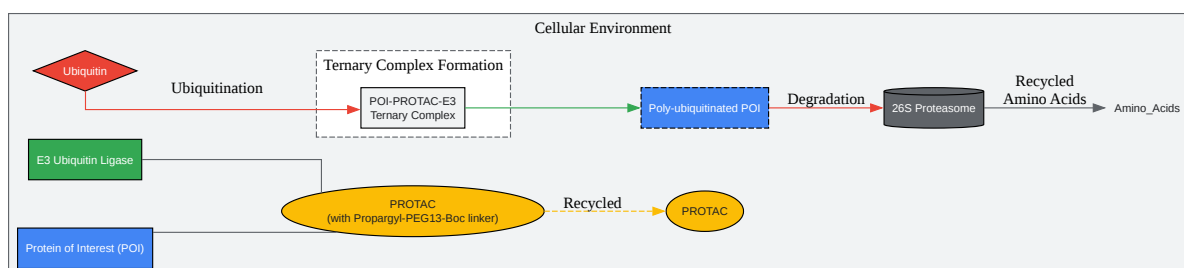 Cellular Environment
Ubiquitin
Ubiquitination
Ternary Complex Formation
POI-PROTAC-E3
Ternary Complex
Poly-ubiquitinated POI
Degradation
26S Proteasome
Recycled
Amino Acids
Amino_Acids
E3 Ubiquitin Ligase
PROTAC
(with Propargyl-PEG13-Boc linker)
Recycled
PROTAC
Protein of Interest (POI)